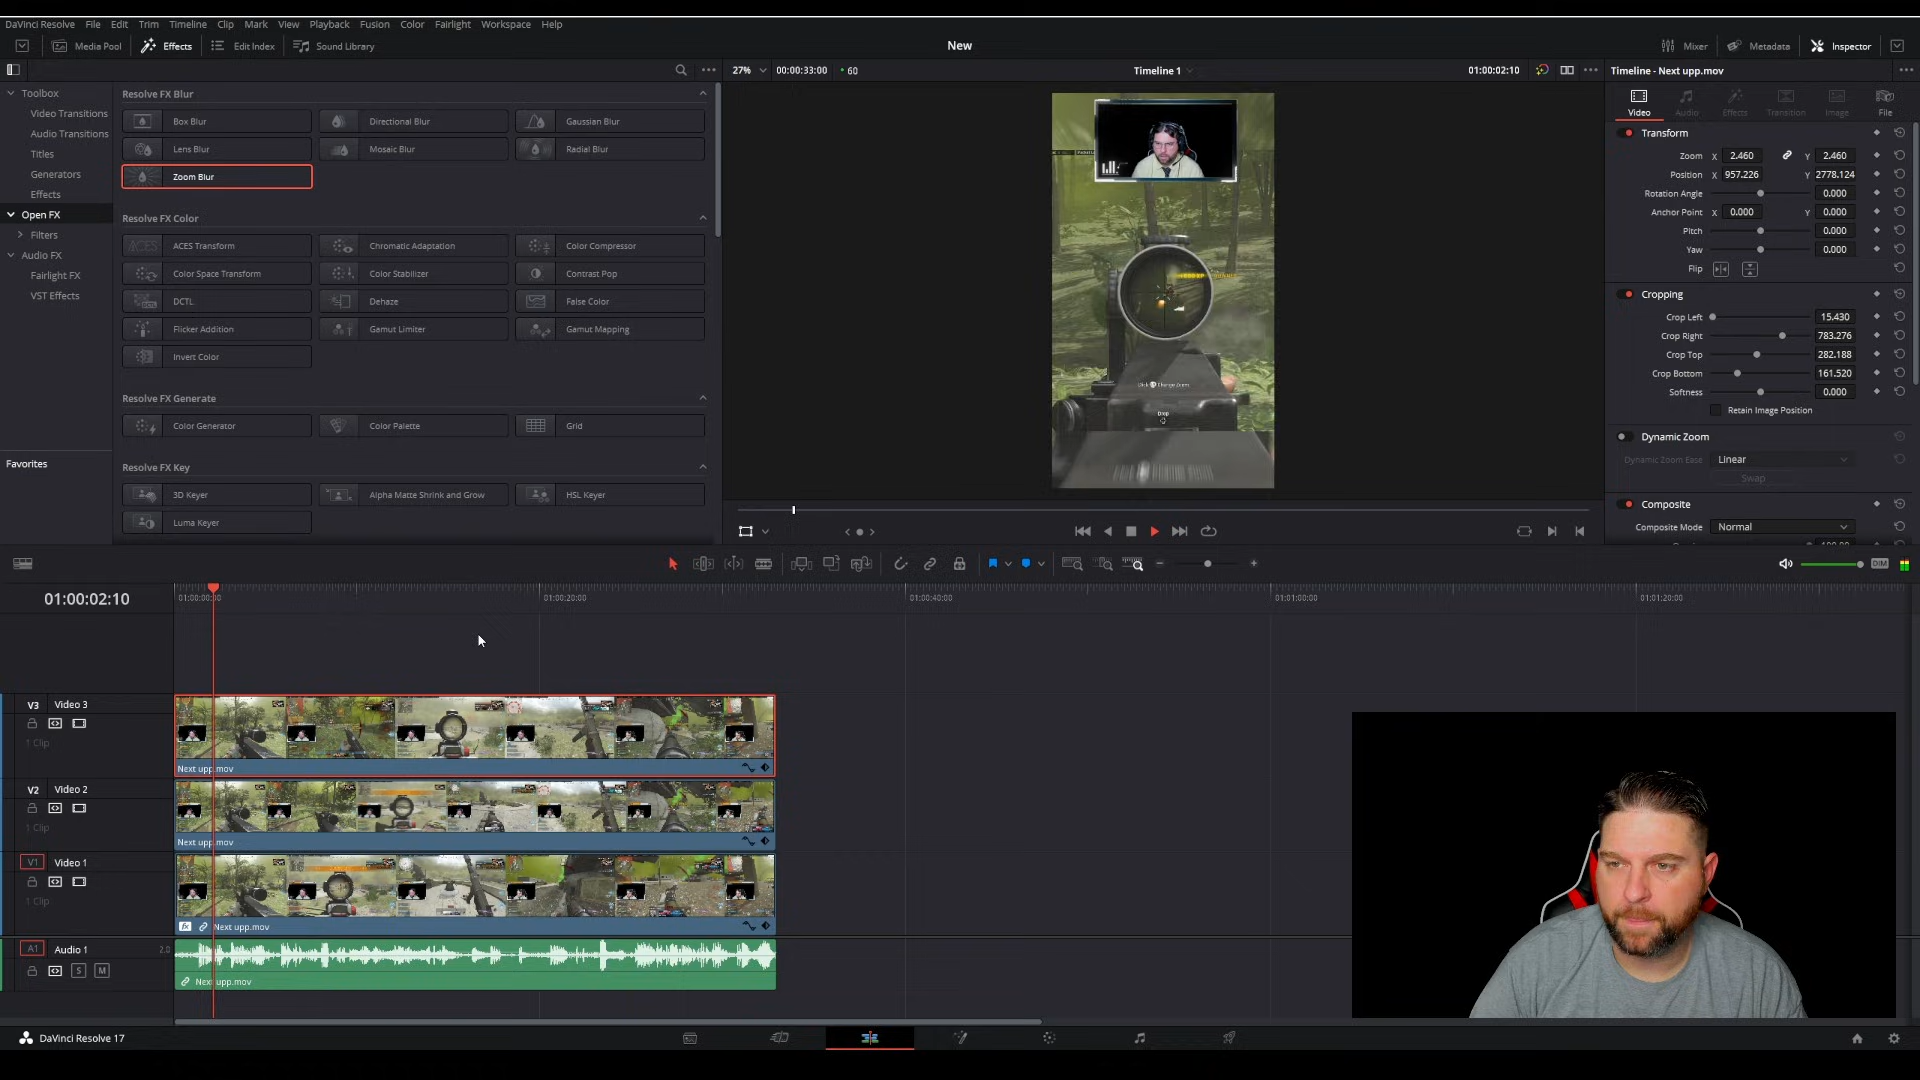 DaVinci Resolve File Edit Trim Timeline Clip Mark View Playback Fusion Color Fairlight Workspace Help
Media Pool Effects Edit Index Sound Library New Mixer Metadata Inspector
27% 00:00:33:00 60 Timeline 1 01:00:02:10 Timeline - Next upp.mov
Toolbox
Video Transitions
Audio Transitions
Titles
Generators
Effects
Open FX
Filters
Audio FX
Fairlight FX
VST Effects
Favorites
Resolve FX Blur
Box Blur Directional Blur Gaussian Blur
Lens Blur Mosaic Blur Radial Blur
Zoom Blur
Resolve FX Color
ACES Transform Chromatic Adaptation Color Compressor
Color Space Transform Color Stabilizer Contrast Pop
DCTL Dehaze False Color
Flicker Addition Gamut Limiter Gamut Mapping
Invert Color
Resolve FX Generate
Color Generator Color Palette Grid
Resolve FX Key
3D Keyer Alpha Matte Shrink and Grow HSL Keyer
Luma Keyer
Drop
Video Audio Effects Transition Image File
Transform
Zoom X 2.460 Y 2.460
Position X 957.226 Y 2778.124
Rotation Angle 0.000
Anchor Point X 0.000 Y 0.000
Pitch 0.000
Yaw 0.000
Flip
Cropping
Crop Left 15.430
Crop Right 783.276
Crop Top 282.188
Crop Bottom 161.520
Softness 0.000
Retain Image Position
Dynamic Zoom
Dynamic Zoom Ease Linear
Swap
Composite
Composite Mode Normal
DIM
01:00:02:10 01:00:00:00 01:00:20:00 01:00:40:00 01:01:00:00 01:01:20:00
V3 Video 3
1 Clip
Next upp.mov
V2 Video 2
1 Clip
Next upp.mov
V1 Video 1
1 Clip
Next upp.mov
A1 Audio 1 2.0
S M
Next upp.mov
DaVinci Resolve 17